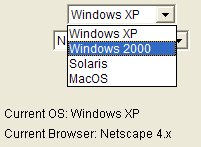 Windows XP
Windows XP
Windows 2000
Solaris
MacOS
Current OS: Windows XP
Current Browser: Netscape 4.x